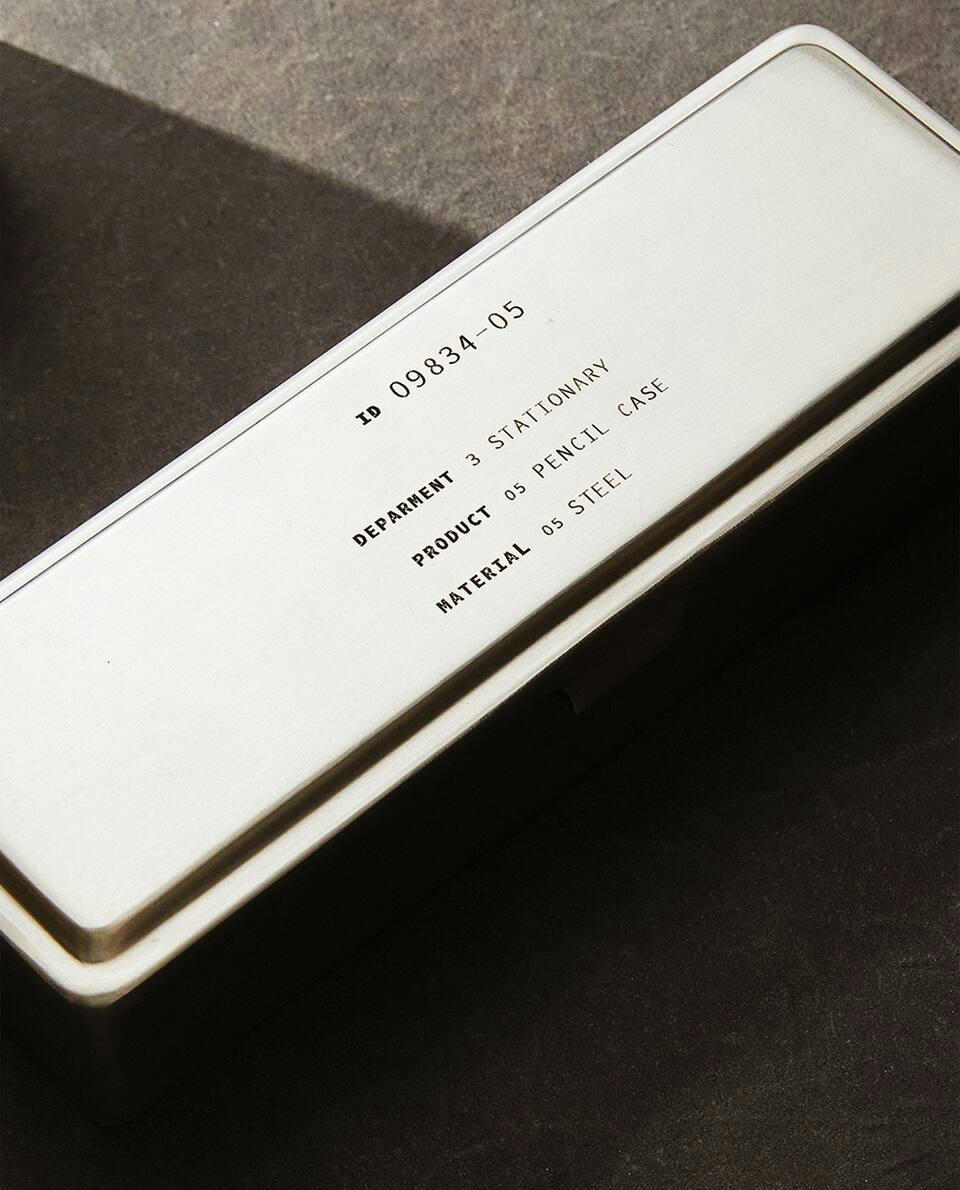 ID 09834-05
DEPARMENT 3 STATIONARY
PRODUCT 05 PENCIL CASE
MATERIAL 05 STEEL